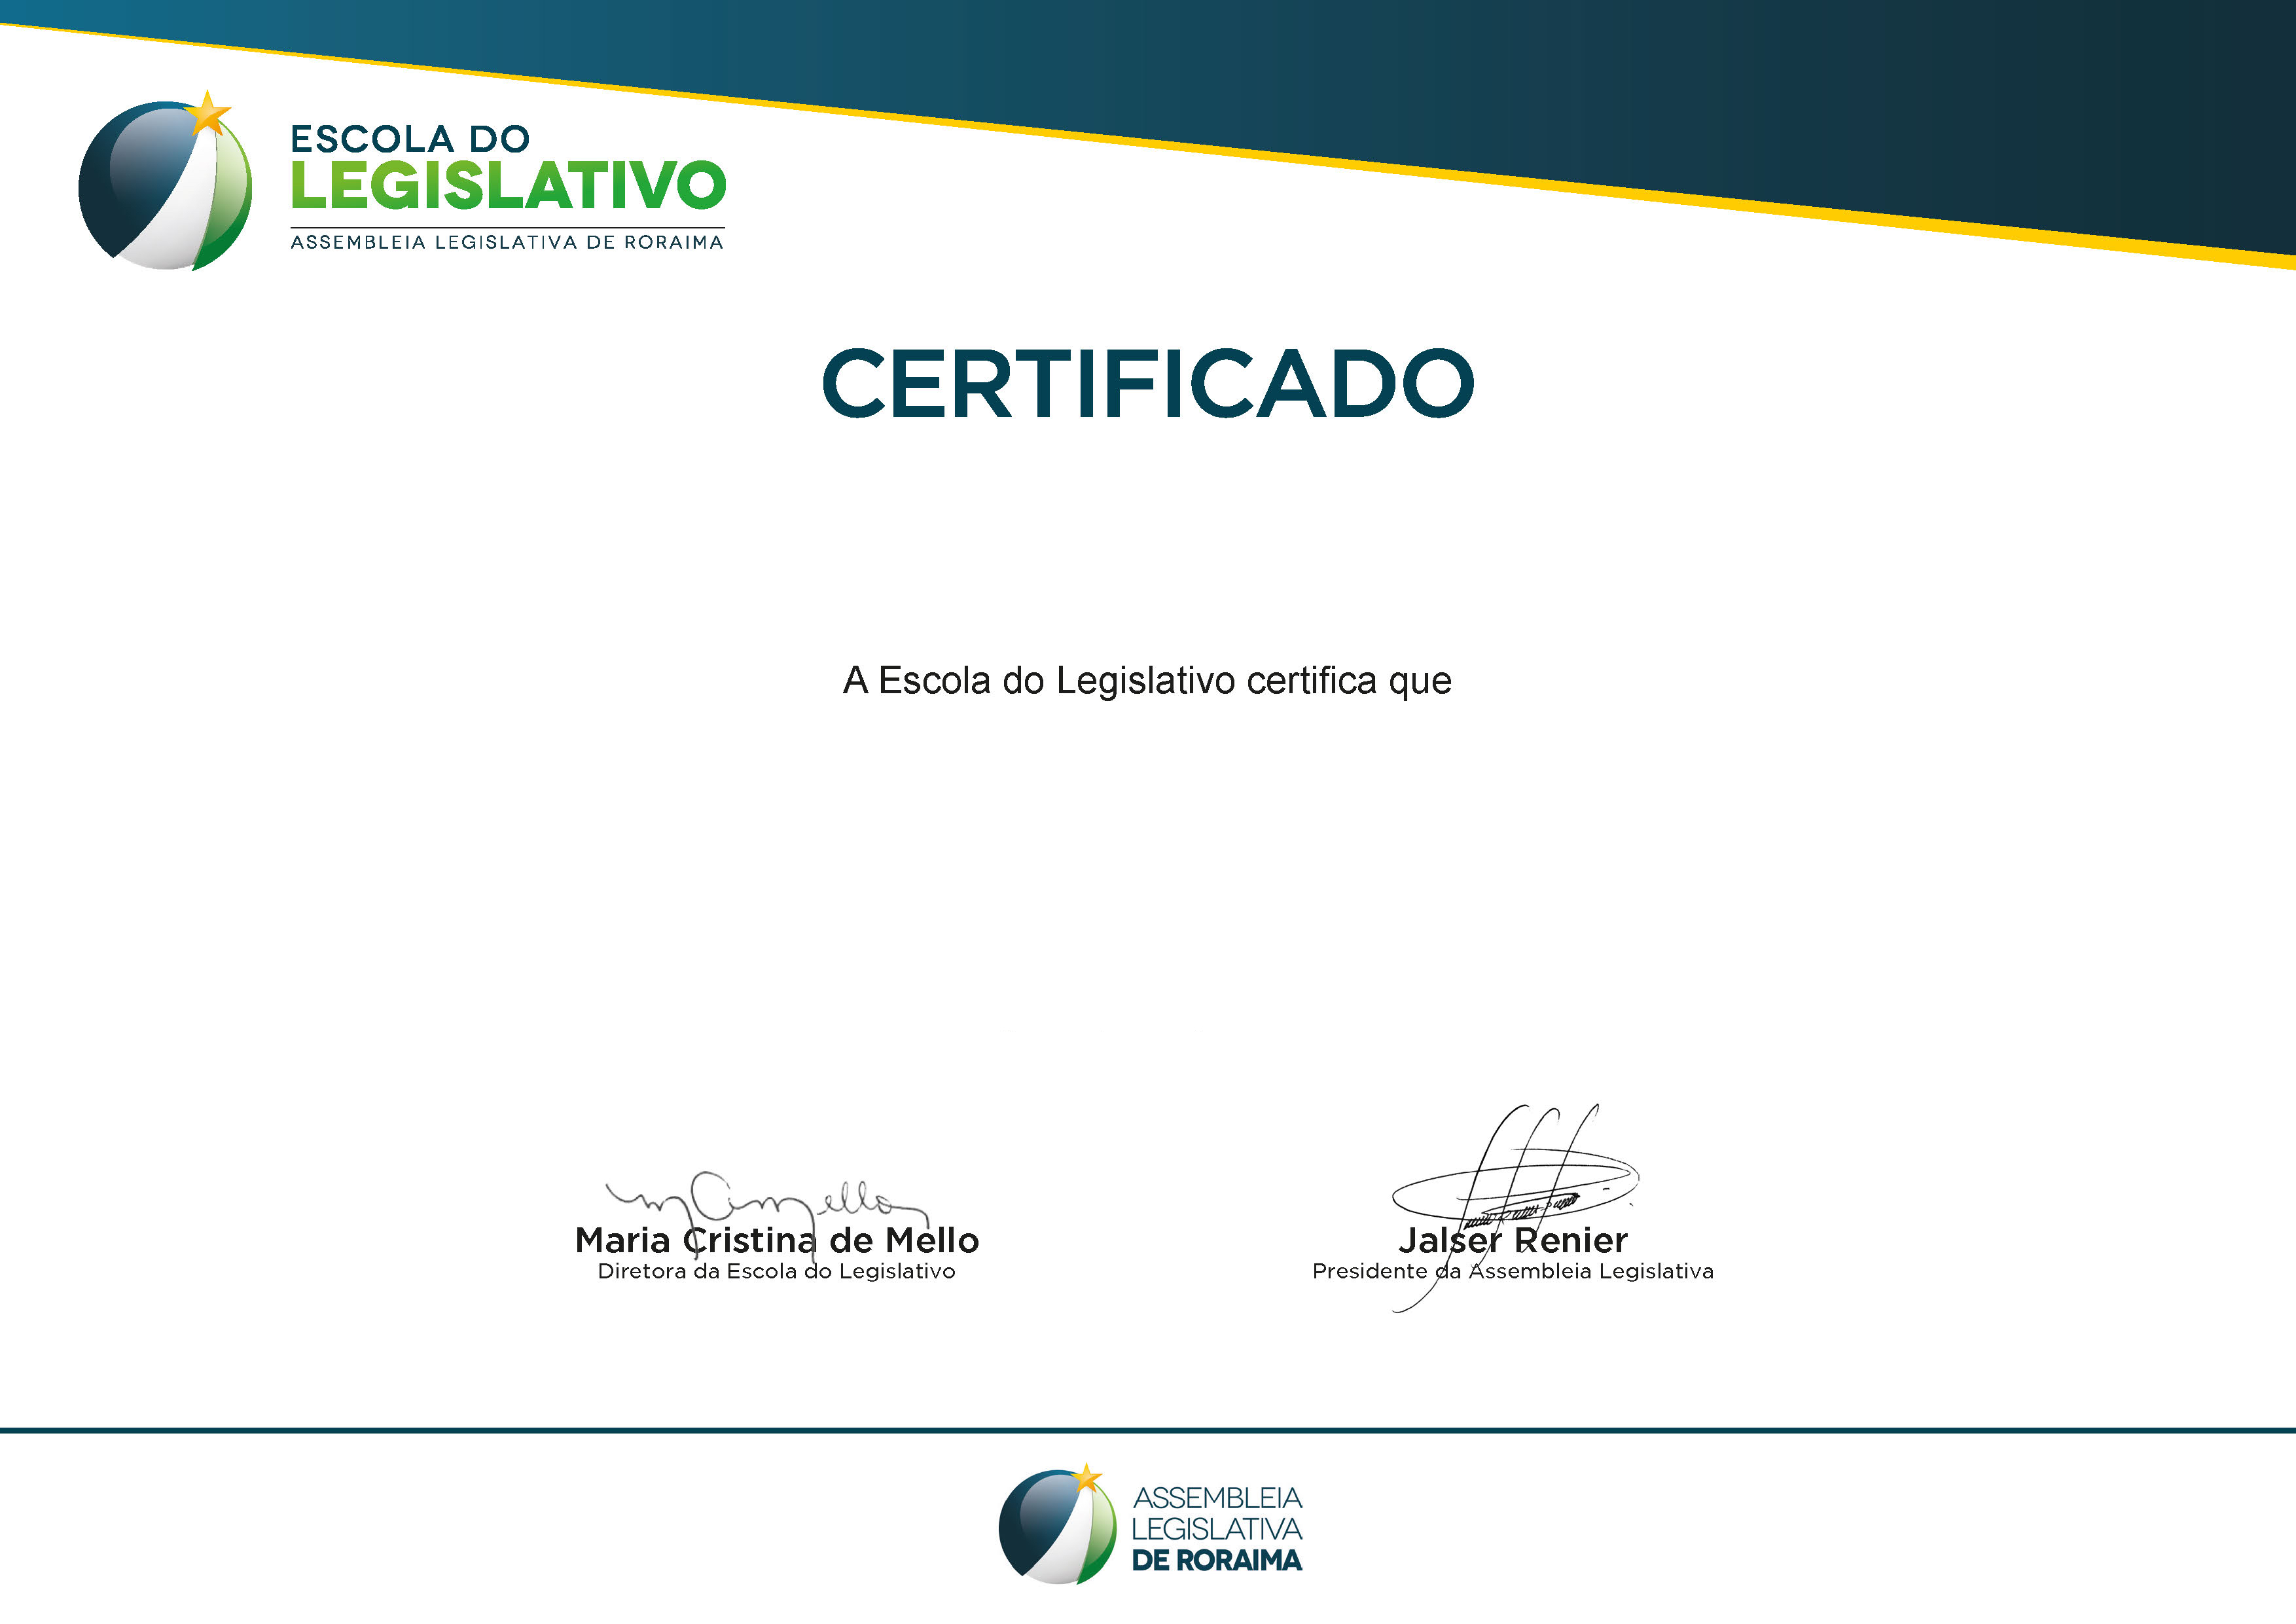 ESCOLA DO
LEGISLATIVO
ASSEMBLEIA LEGISLATIVA DE RORAIMA
CERTIFICADO
A Escola do Legislativo certifica que
Maria Cristina de Mello
Diretora da Escola do Legislativo
Jalser Renier
Presidente da Assembleia Legislativa
ASSEMBLEIA
LEGISLATIVA
DE RORAIMA